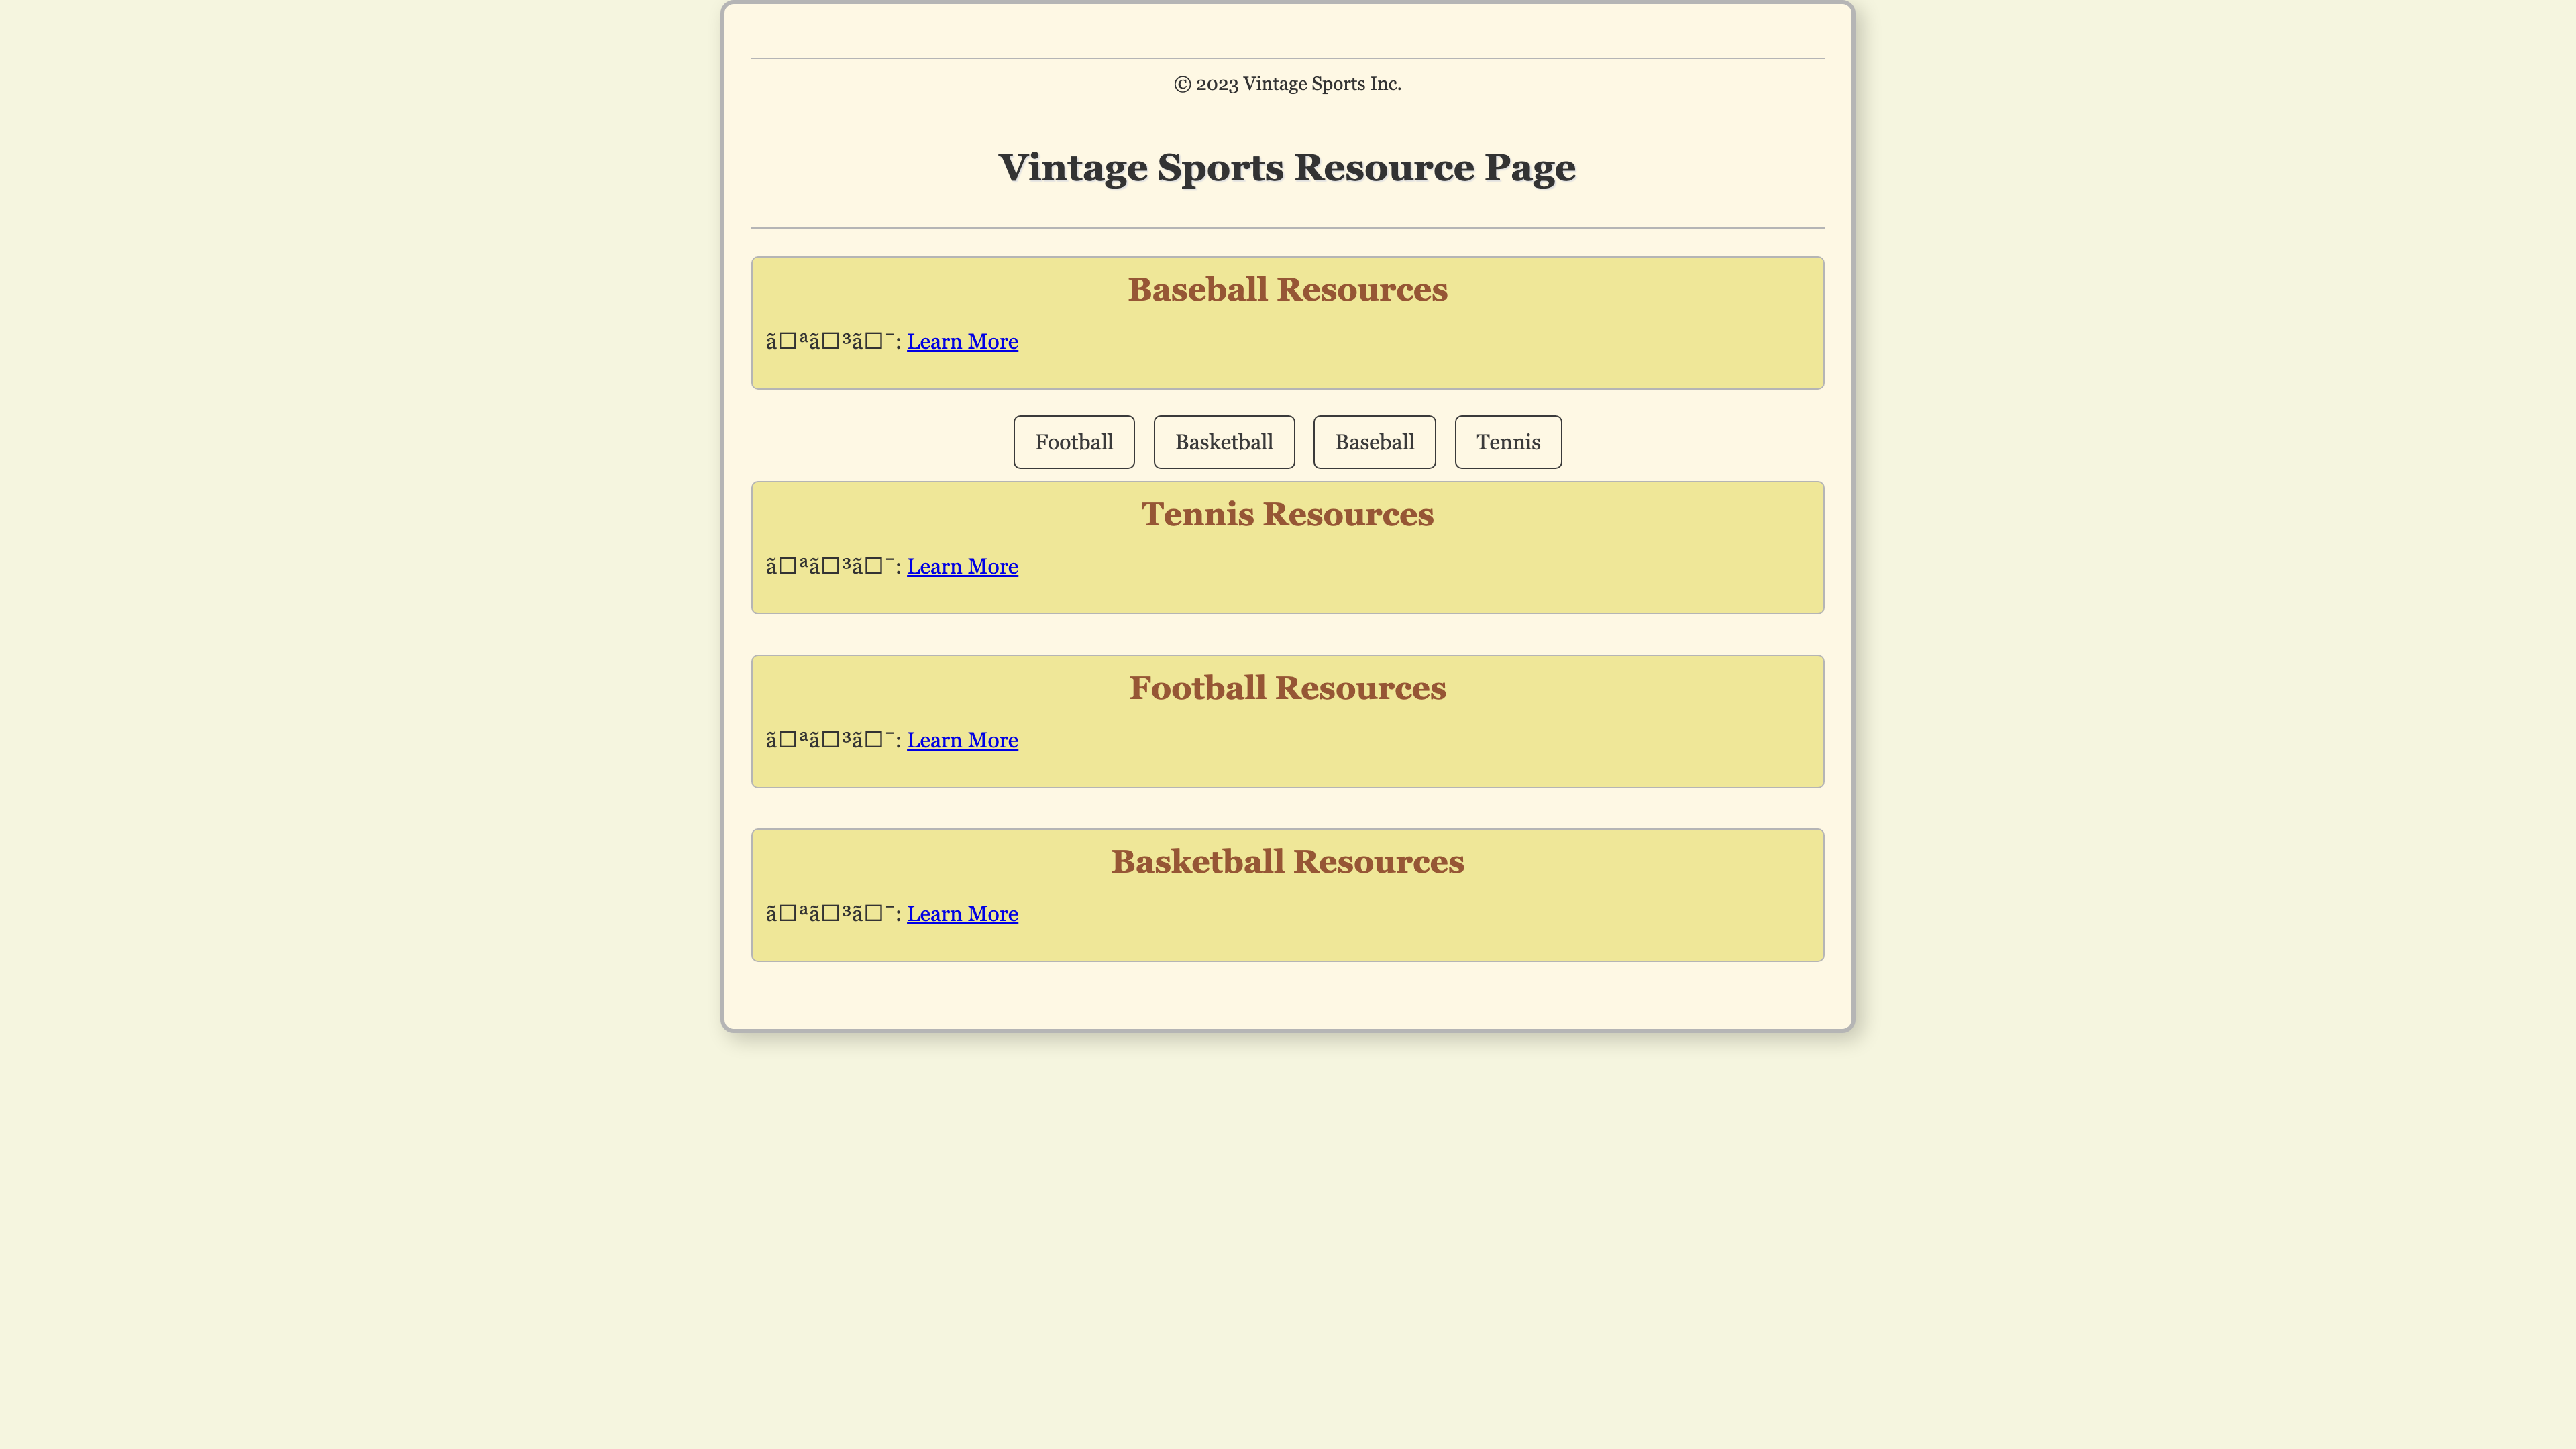 © 2023 Vintage Sports Inc.
Vintage Sports Resource Page
Baseball Resources
ã□ªã□³ã□¯: Learn More
Football Basketball Baseball Tennis
Tennis Resources
ã□ªã□³ã□¯: Learn More
Football Resources
ã□ªã□³ã□¯: Learn More
Basketball Resources
ã□ªã□³ã□¯: Learn More